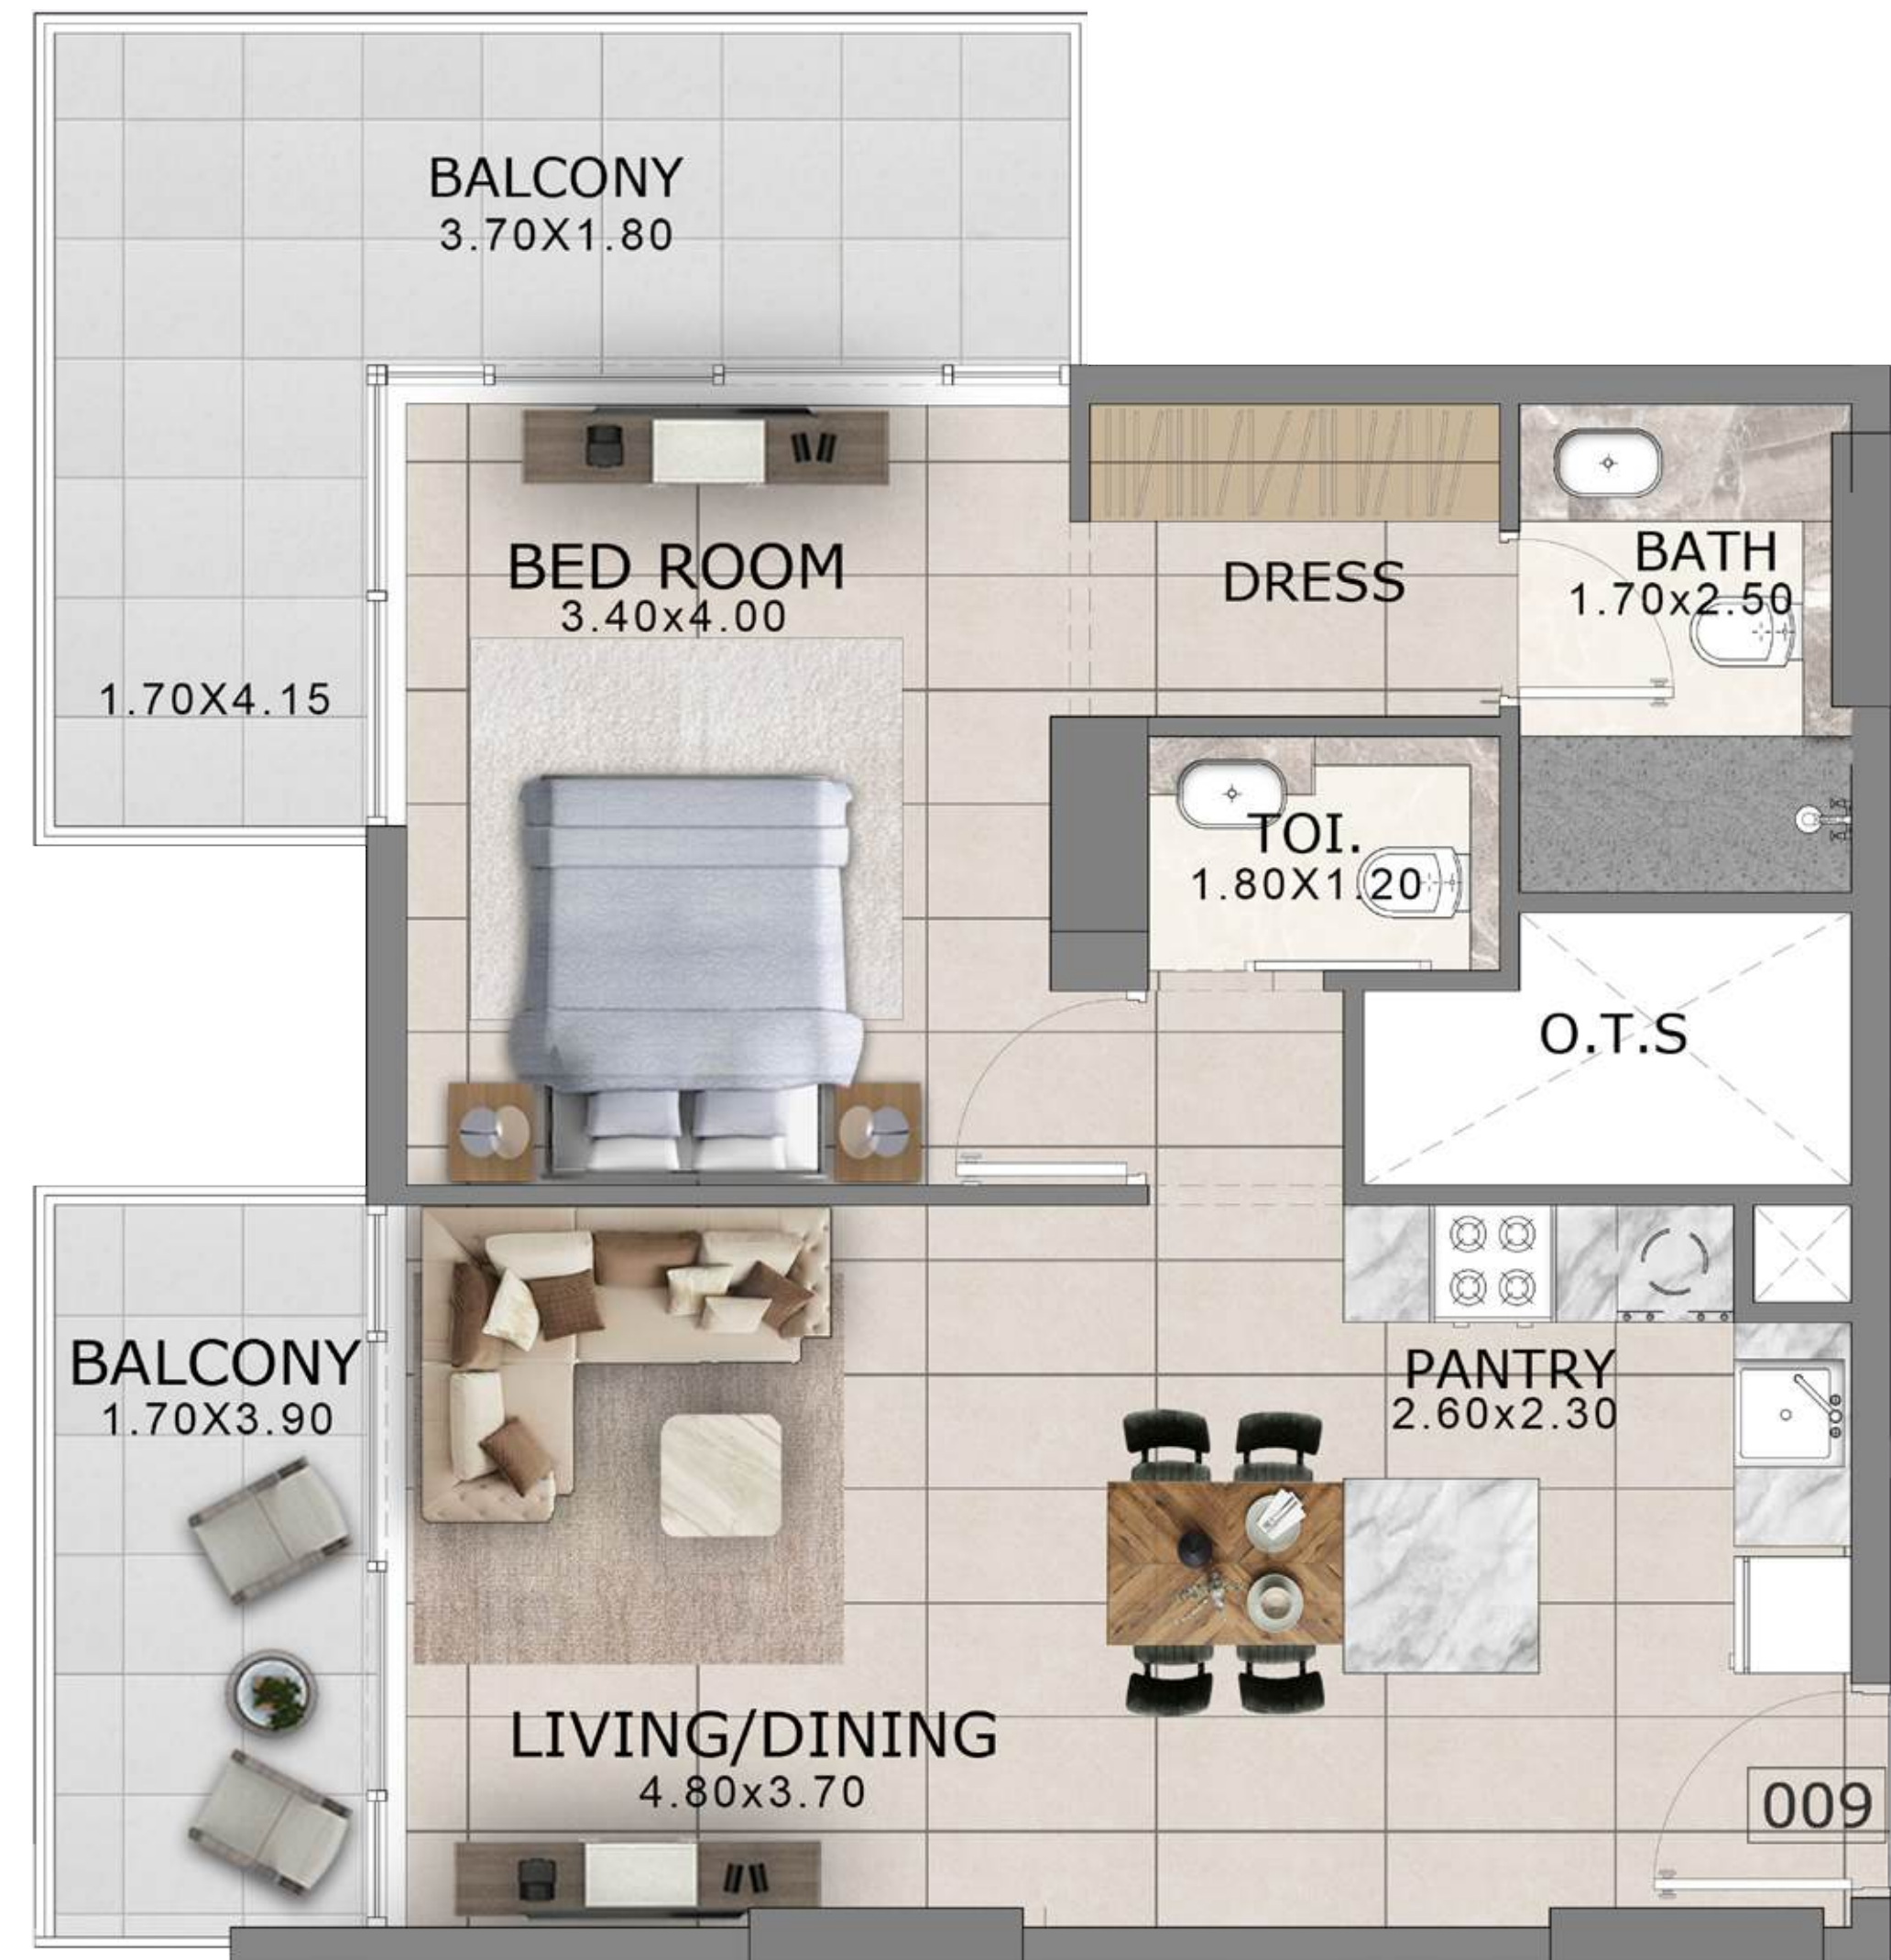 BALCONY
3.70X1.80
BED ROOM
3.40x4.00
DRESS
BATH
1.70x2.50
1.70X4.15
TOI.
1.80X1.20
O.T.S
BALCONY
1.70X3.90
PANTRY
2.60x2.30
LIVING/DINING
4.80x3.70
009